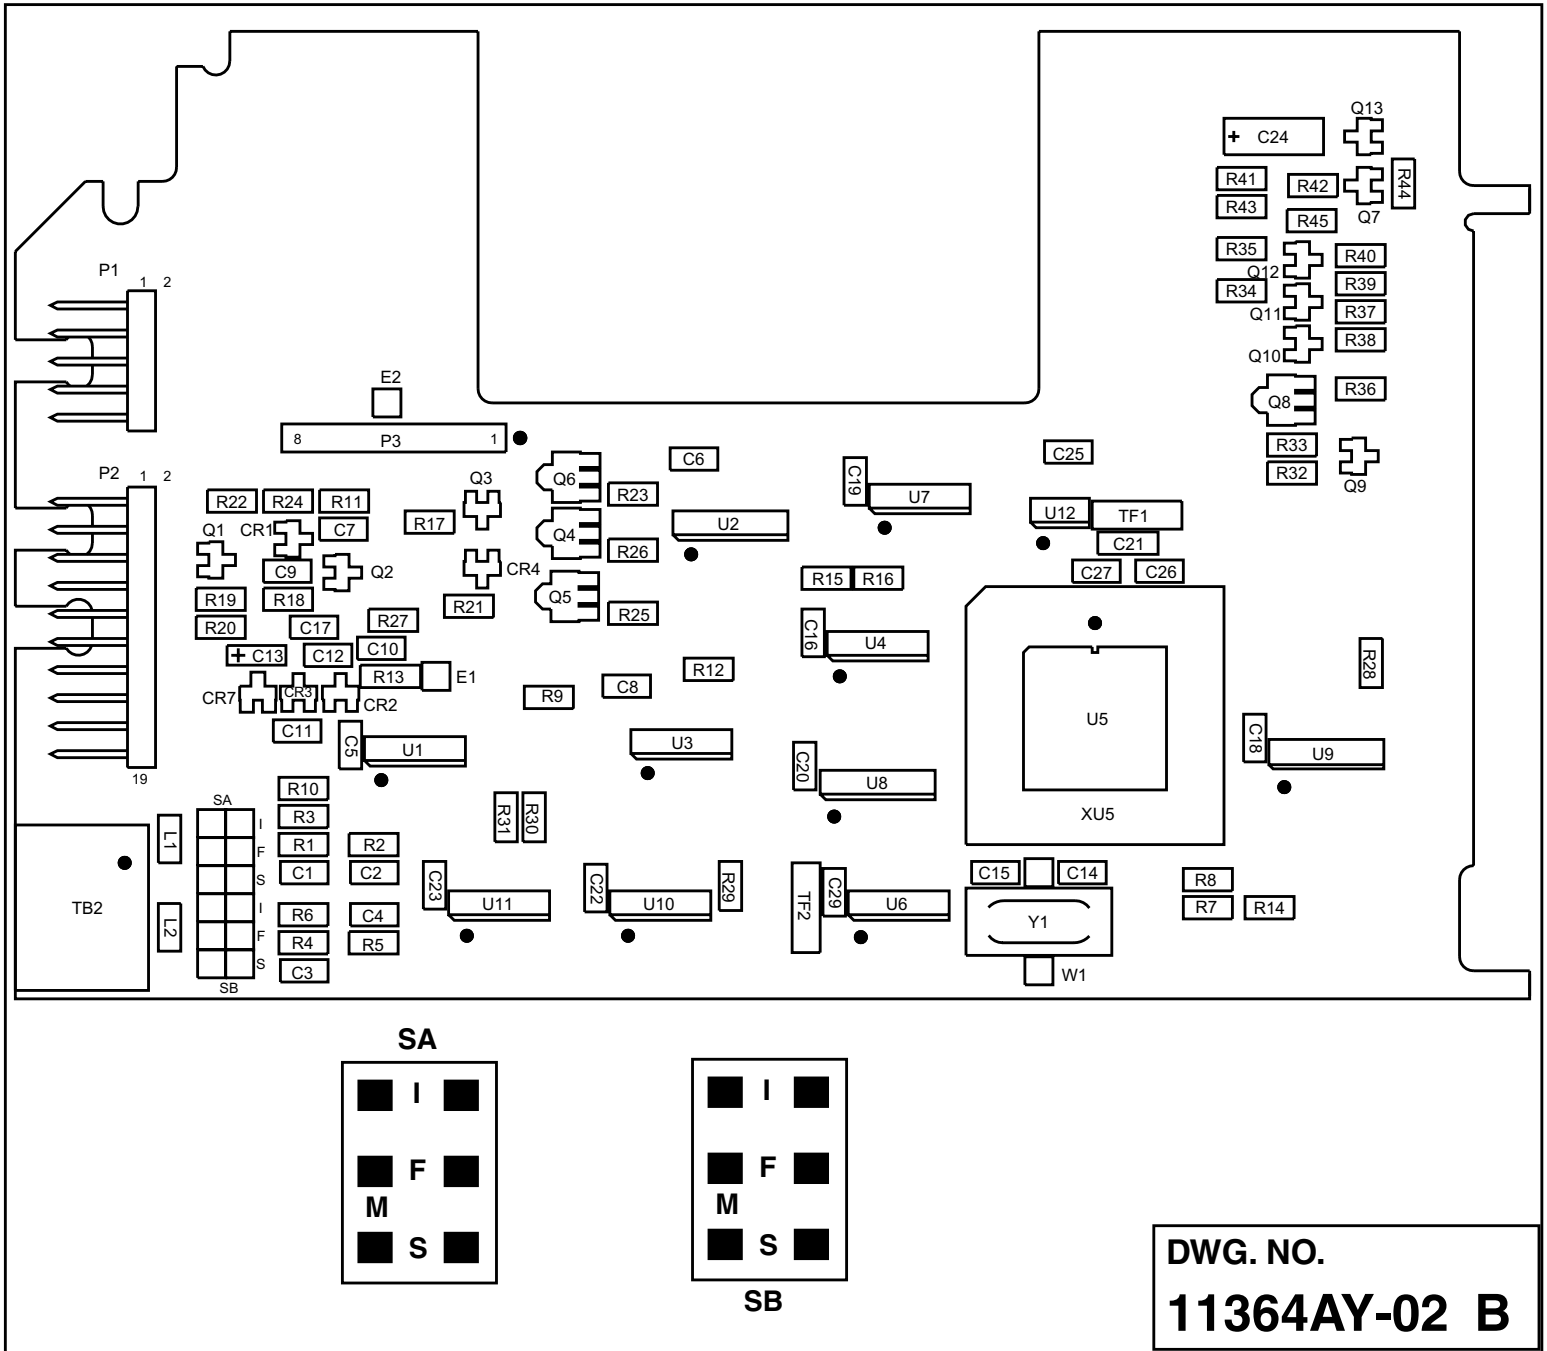 Q13
+ C24
R41
R42
R44
R43
Q7
R45
R35
R40
Q12
P1
R39
1 2
R34
Q11
R37
R38
Q10
E2
R36
Q8
8 P3 1
R33
C25
C6
Q9
R32
P2
1 2
Q3
Q6
C19
R22
R24
R11
R23
U7
U12
TF1
R17
U2
Q1
CR1
C7
Q4
C21
R26
C9
Q2
CR4
R15
R16
C27
C26
R19
R18
Q5
R21
R20
C17
R27
R25
C16
U4
+ C13
C12
C10
R12
R28
R13
E1
CR7
CR3
CR2
R9
C8
U5
C11
C5
U1
U3
C18
U9
19
C20
U8
R10
SA
R3
I
R31
R30
XU5
L1
R1
R2
F
C1
C2
S
C23
C22
R29
C15
C14
R8
TB2
U11
U10
TF2
C29
U6
R7
R14
I
R6
C4
L2
Y1
F
R4
R5
S
C3
W1
SB
SA
I
F
M
S
I
F
M
S
SB
DWG. NO.
11364AY-02 B